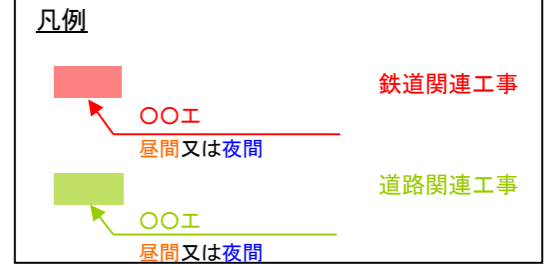 凡例
鉄道関連工事
〇〇工
昼間又は夜間
道路関連工事
〇〇工
昼間又は夜間